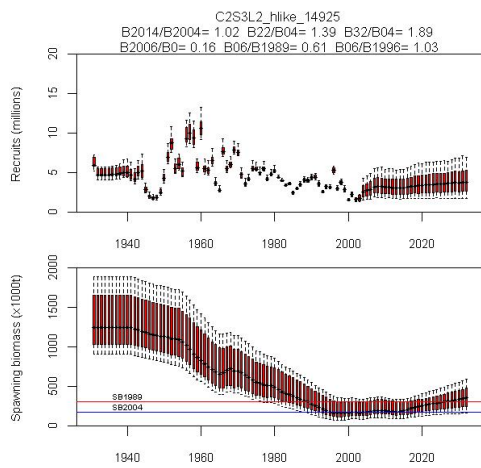 C2S3L2_hlike_14925
B2014/B2004= 1.02 B22/B04= 1.39 B32/B04= 1.89
B2006/B0= 0.16 B06/B1989= 0.61 B06/B1996= 1.03
Recruits (millions)
20
15
10
5
0
1940 1960 1980 2000 2020
Spawning biomass (x1000t)
2000
1500
1000
500
0
SB1989
SB2004
1940 1960 1980 2000 2020